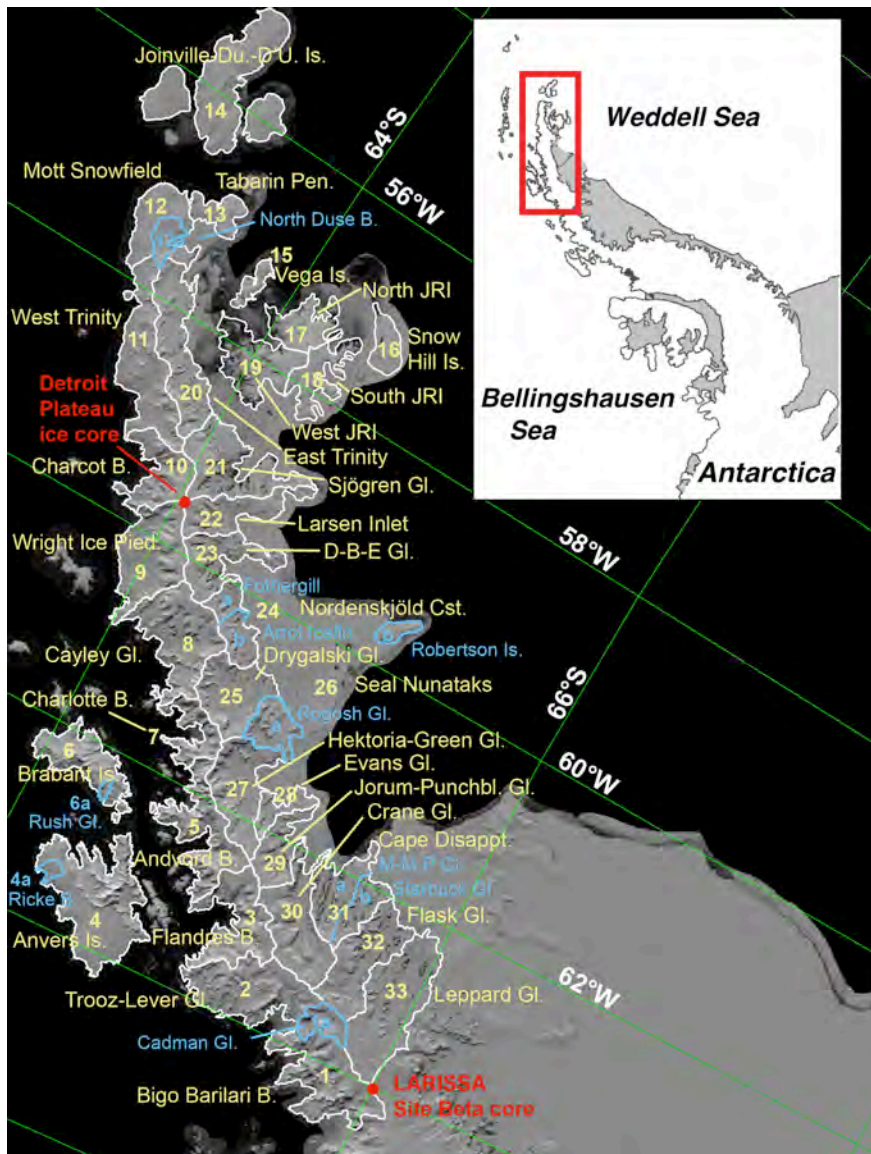 Joinville-Du.-D'U. Is.
14
Weddell Sea
64°S
Mott Snowfield
Tabarin Pen.
56°W
12
13
North Duse B.
12a
15
Vega Is.
North JRI
West Trinity
11
17
16
Snow
Hill Is.
19
18
South JRI
Detroit
Plateau
ice core
20
West JRI
East Trinity
Bellingshausen
Sea
Antarctica
Charcot B.
10
21
Sjögren Gl.
22
Larsen Inlet
Wright Ice Pied.
23
D-B-E Gl.
58°W
9
Fothergill
a
24
Nordenskjöld Cst.
b
8
Drygalski Gl.
Robertson Is.
Cayley Gl.
25
26
Seal Nunataks
66°S
Charlotte B.
7
Rogosh Gl.
a
6
Hektoria-Green Gl.
60°W
Brabant Is.
27
28
Evans Gl.
6a
Jorum-Punchbl. Gl.
Rush Gl.
5
Crane Gl.
Andvord B.
29
Cape Disappt.
4a
M-M-P Gl.
a
Starbuck Gl.
b
4
3
30
31
Flask Gl.
Anvers Is.
Flandres B.
32
62°W
2
33
Leppard Gl.
Trooz-Lever Gl.
a
Cadman Gl.
1
Bigo Barilari B.
LARISSA
Site Beta core